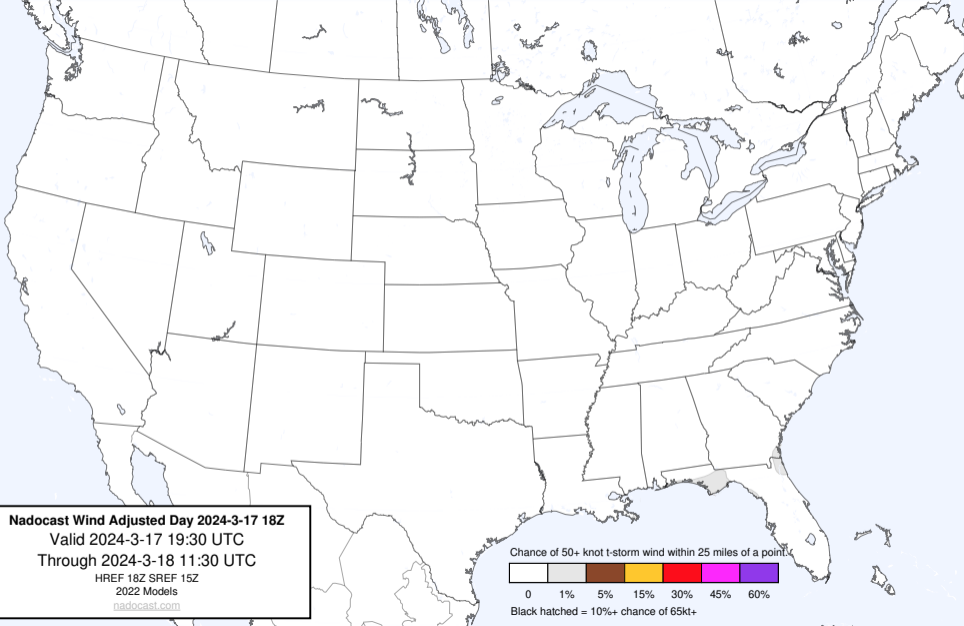 Nadocast Wind Adjusted Day 2024-3-17 18Z
Valid 2024-3-17 19:30 UTC
Through 2024-3-18 11:30 UTC
HREF 18Z SREF 15Z
2022 Models
nadocast.com
Chance of 50+ knot t-storm wind within 25 miles of a point.
0 1% 5% 15% 30% 45% 60%
Black hatched = 10%+ chance of 65kt+